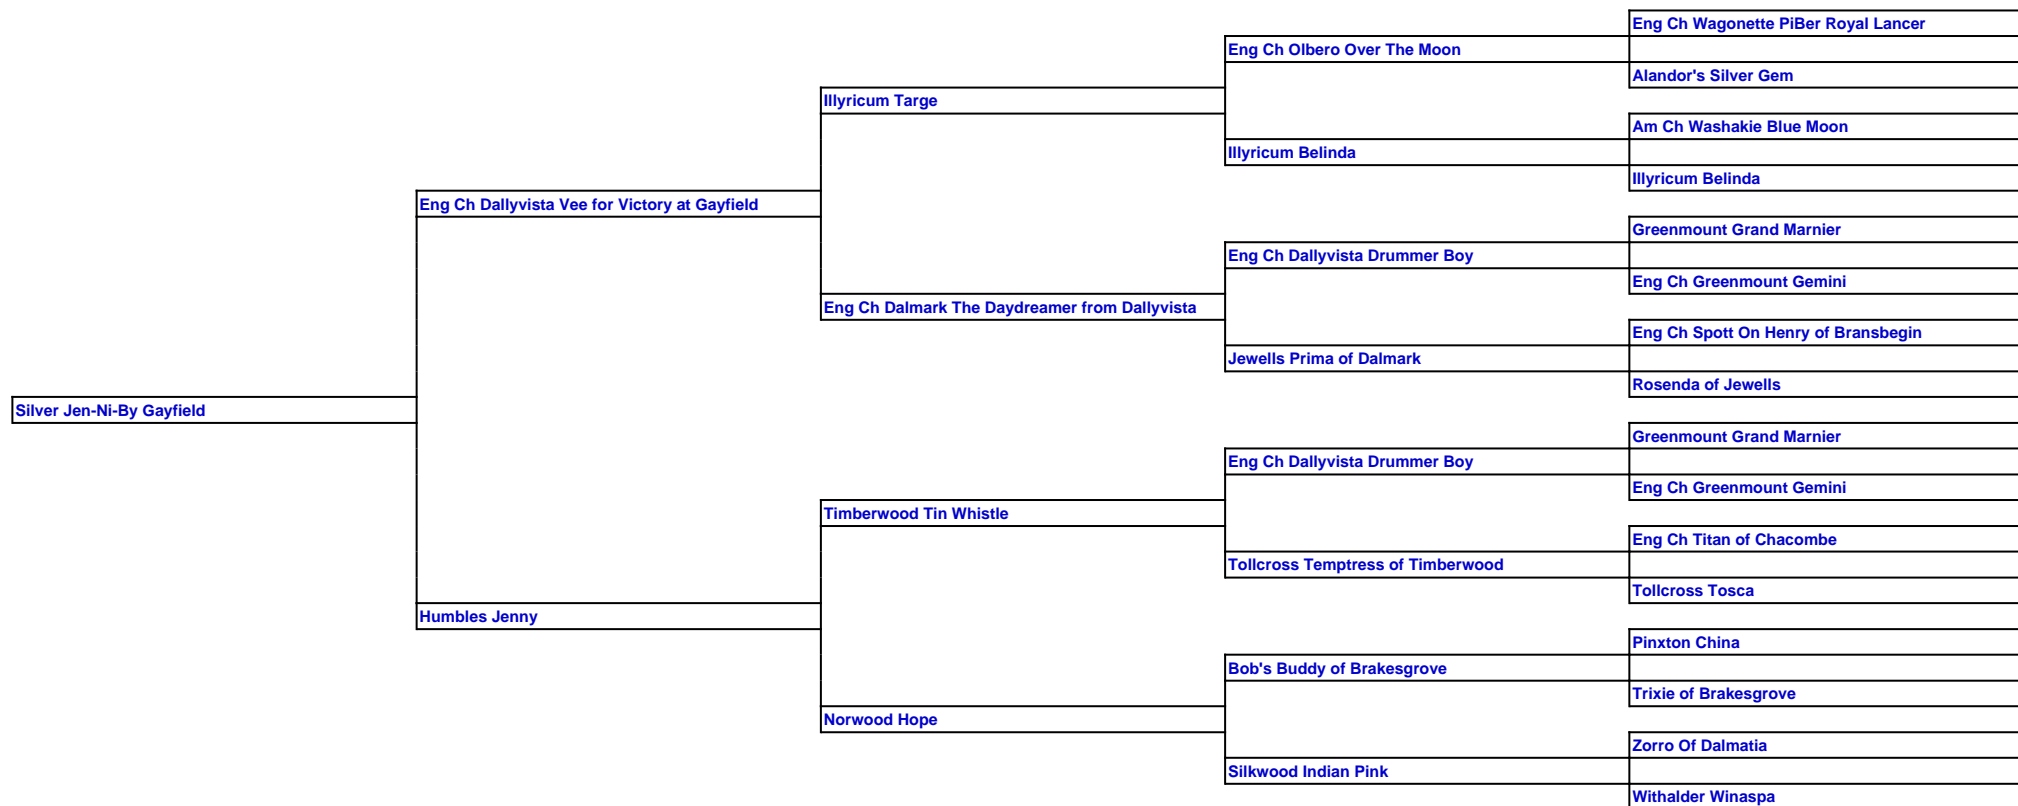 Eng Ch Wagonette PiBer Royal Lancer
Eng Ch Olbero Over The Moon
Alandor's Silver Gem
Illyricum Targe
Am Ch Washakie Blue Moon
Illyricum Belinda
Illyricum Belinda
Eng Ch Dallyvista Vee for Victory at Gayfield
Greenmount Grand Marnier
Eng Ch Dallyvista Drummer Boy
Eng Ch Greenmount Gemini
Eng Ch Dalmark The Daydreamer from Dallyvista
Eng Ch Spott On Henry of Bransbegin
Jewells Prima of Dalmark
Rosenda of Jewells
Silver Jen-Ni-By Gayfield
Greenmount Grand Marnier
Eng Ch Dallyvista Drummer Boy
Eng Ch Greenmount Gemini
Timberwood Tin Whistle
Eng Ch Titan of Chacombe
Tollcross Temptress of Timberwood
Tollcross Tosca
Humbles Jenny
Pinxton China
Bob's Buddy of Brakesgrove
Trixie of Brakesgrove
Norwood Hope
Zorro Of Dalmatia
Silkwood Indian Pink
Withalder Winaspa